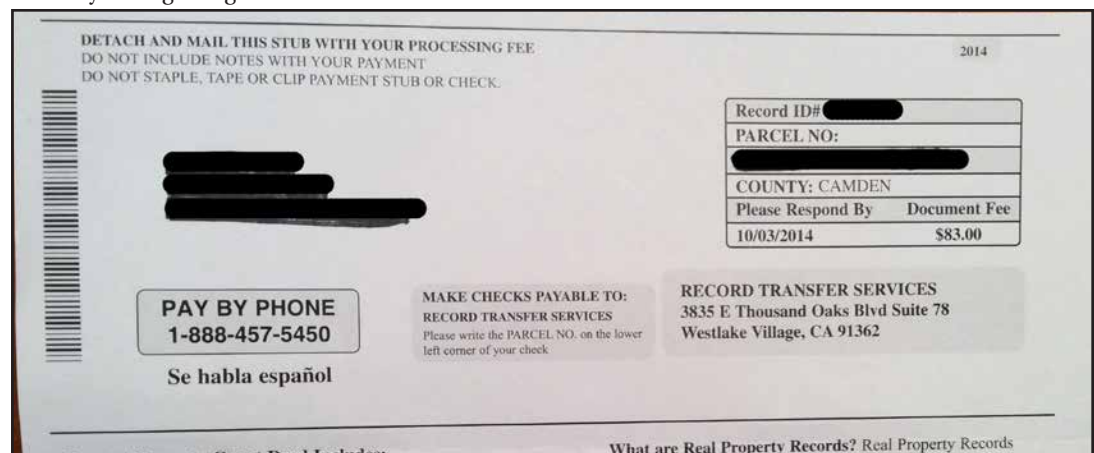 DETACH AND MAIL THIS STUB WITH YOUR PROCESSING FEE
DO NOT INCLUDE NOTES WITH YOUR PAYMENT
DO NOT STAPLE, TAPE OR CLIP PAYMENT STUB OR CHECK.
2014
Record ID#
PARCEL NO:
COUNTY: CAMDEN
Please Respond By Document Fee
10/03/2014 $83.00
PAY BY PHONE
1-888-457-5450
Se habla español
MAKE CHECKS PAYABLE TO:
RECORD TRANSFER SERVICES
Please write the PARCEL NO. on the lower
left corner of your check
RECORD TRANSFER SERVICES
3835 E Thousand Oaks Blvd Suite 78
Westlake Village, CA 91362
What are Real Property Records? Real Property Records